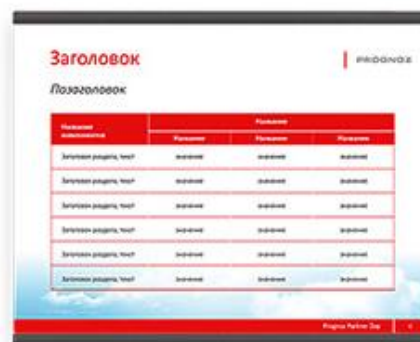 Заголовок
PROGNOZ
Подзаголовок
Название
Название
Название Название Название
Заголовок раздела, текст значение значение значение
Заголовок раздела, текст значение значение значение
Заголовок раздела, текст значение значение значение
Заголовок раздела, текст значение значение значение
Заголовок раздела, текст значение значение значение
Заголовок раздела, текст значение значение значение
Prognoz Partner Day